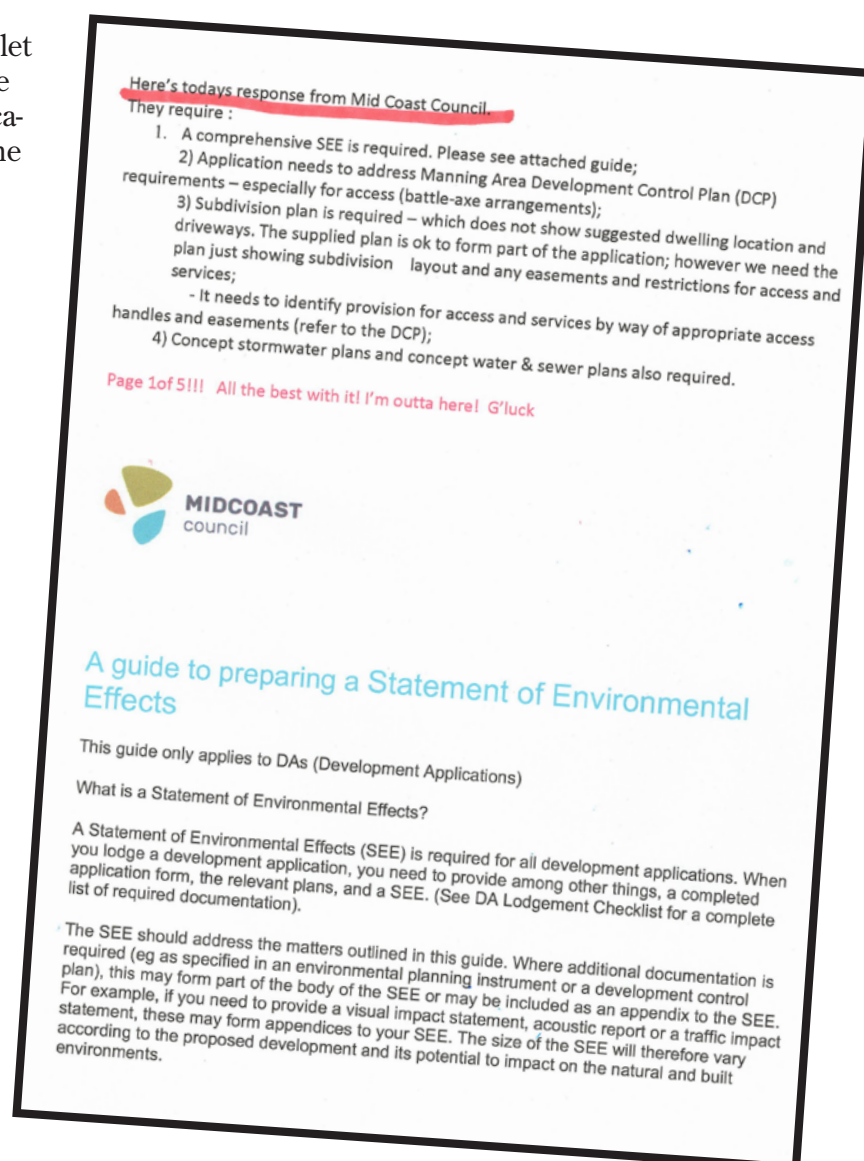 let
e
ca-
ne
Here's todays response from Mid Coast Council.
They require :
1. A comprehensive SEE is required. Please see attached guide;
2) Application needs to address Manning Area Development Control Plan (DCP)
requirements – especially for access (battle-axe arrangements);
3) Subdivision plan is required – which does not show suggested dwelling location and
driveways. The supplied plan is ok to form part of the application; however we need the
plan just showing subdivision layout and any easements and restrictions for access and
services;
- It needs to identify provision for access and services by way of appropriate access
handles and easements (refer to the DCP);
4) Concept stormwater plans and concept water & sewer plans also required.
Page 1of 5!!! All the best with it! I'm outta here! G'luck
MIDCOAST
council
A guide to preparing a Statement of Environmental
Effects
This guide only applies to DAs (Development Applications)
What is a Statement of Environmental Effects?
A Statement of Environmental Effects (SEE) is required for all development applications. When
you lodge a development application, you need to provide among other things, a completed
application form, the relevant plans, and a SEE. (See DA Lodgement Checklist for a complete
list of required documentation).
The SEE should address the matters outlined in this guide. Where additional documentation is
required (eg as specified in an environmental planning instrument or a development control
plan), this may form part of the body of the SEE or may be included as an appendix to the SEE.
For example, if you need to provide a visual impact statement, acoustic report or a traffic impact
statement, these may form appendices to your SEE. The size of the SEE will therefore vary
according to the proposed development and its potential to impact on the natural and built
environments.